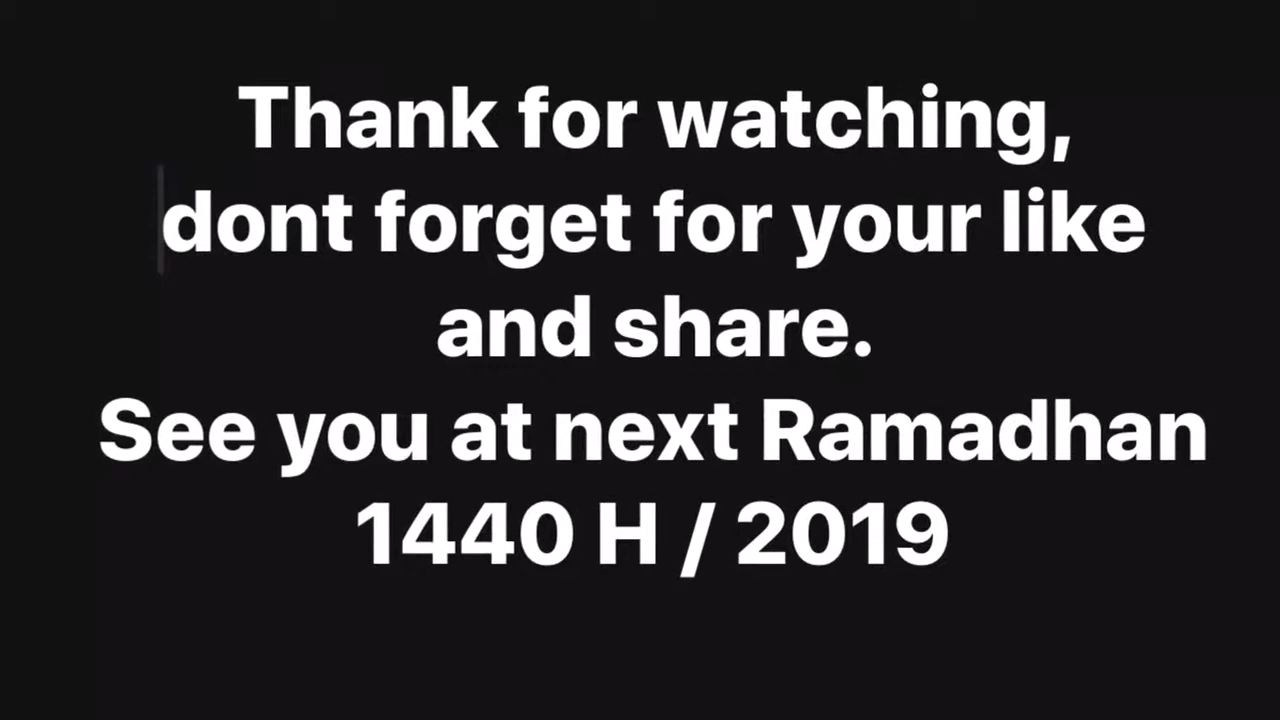 Thank for watching,
dont forget for your like
and share.
See you at next Ramadhan
1440 H / 2019